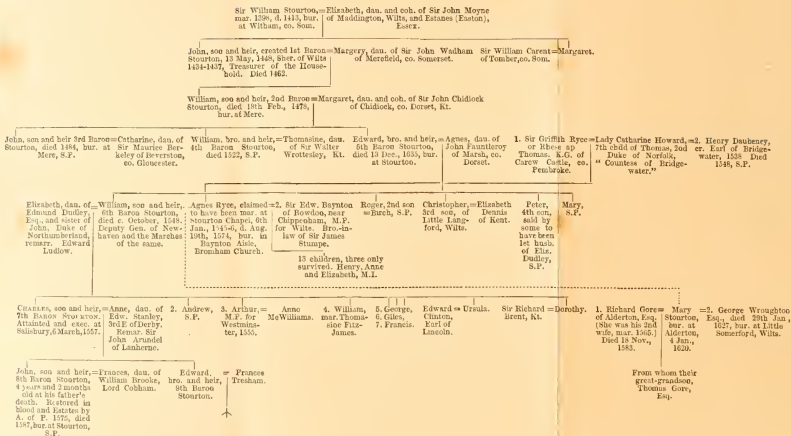 Sir William Stourton,=Elizabeth, dau. and coh. of Sir John Moyne
mar. 1398, d. 1413, bur. of Maddington, Wilts, and Estanes (Easton),
at Witham, co. Som. Essex.
John, son and heir, created 1st Baron=Margery, dau. of Sir John Wadham
Stourton, 13 May, 1448, Sher. of Wilts of Merefield, co. Somerset.
1434-1437, Treasurer of the House-
hold. Died 1462.
Sir William Carent=Margaret.
of Tomber, co. Som.
William, son and heir, 2nd Baron=Margaret, dau. and coh. of Sir John Chidiock
Stourton, died 18th Feb., 1478, of Chidiock, co. Dorset, Kt.
bur. at Mere.
John, son and heir 3rd Baron=Catharine, dau. of
Stourton, died 1484, bur. at Sir Maurice Ber-
Mere, S.P. keley of Beverston,
co. Gloucester.
William, bro. and heir,=Thomasine, dau.
4th Baron Stourton, of Sir Walter
died 1522, S.P. Wrottesley, Kt.
Edward, bro. and heir,=Agnes, dau. of
5th Baron Stourton, John Fauntleroy
died 13 Dec., 1535, bur. of Marsh, co.
at Stourton. Dorset.
1. Sir Griffith Ryce=Lady Catharine Howard,=2. Henry Daubeney,
or Rhese ap 7th child of Thomas, 2nd Earl of Bridge-
Thomas. K.G. of Duke of Norfolk, water, 1538 Died
Carew Castle, co. "Countess of Bridge- 1548, S.P.
Pembroke. water."
Elizabeth, dau. of=William, son and heir,
Edmund Dudley, 6th Baron Stourton,
Esq., and sister of died c. October, 1548.
John, Duke of Deputy Gen. of New-
Northumberland, haven and the Marches
remarr. Edward of the same.
Ludlow.
Agnes Ryce, claimed=2. Sir Edw. Baynton
to have been mar. at of Bowdon, near
Stourton Chapel, 6th Chippenham, M.P.
Jan., 1545-6, d. Aug. for Wilts. Bro.-in-
19th, 1574, bur. in law of Sir James
Baynton Aisle, Stumpe.
Bromham Church.
13 children, three only
survived. Henry, Anne
and Elizabeth, M.I.
Roger, 2nd son
=Birch, S.P.
Christopher,=Elizabeth
3rd son, of Dennis
Little Lang- of Kent.
ford, Wilts.
Peter,
4th son,
said by
some to
have been
1st husb.
of Eliz.
Dudley,
S.P.
Mary,
S.P.
CHARLES, son and heir,=Anne, dau. of
7th BARON STOURTON. Edw. Stanley,
Attainted and exec. at 3rd E of Derby.
Salisbury, 6 March, 1557. Remar. Sir
John Arundel
of Lanherne.
2. Andrew,
S.P.
3. Arthur,= Anne
M.P. for McWilliams.
Westmins-
ter, 1555.
4. William,
mar. Thoma-
sine Fitz-
James.
5. George,
6. Giles,
7. Francis.
Edward = Ursula.
Clinton,
Earl of
Lincoln.
Sir Richard=Dorothy.
Brent, Kt.
1. Richard Gore= Mary =2. George Wroughton
of Alderton, Esq. Stourton, Esq., died 29th Jan.,
(She was his 2nd bur. at 1627, bur. at Little
wife, mar. 1565.) Alderton, Somerford, Wilts.
Died 18 Nov., 4 Jan.,
1583. 1620.
From whom their
great-grandson,
Thomas Gore,
Esq.
John, son and heir,=Frances, dau. of
8th Baron Stourton, William Brooke,
4 years and 2 months Lord Cobham.
old at his father's
death. Restored in
blood and Estates by
A. of P. 1575, died
1587, bur. at Stourton,
S.P.
Edward, = Frances
bro. and heir, Tresham.
9th Baron
Stourton.